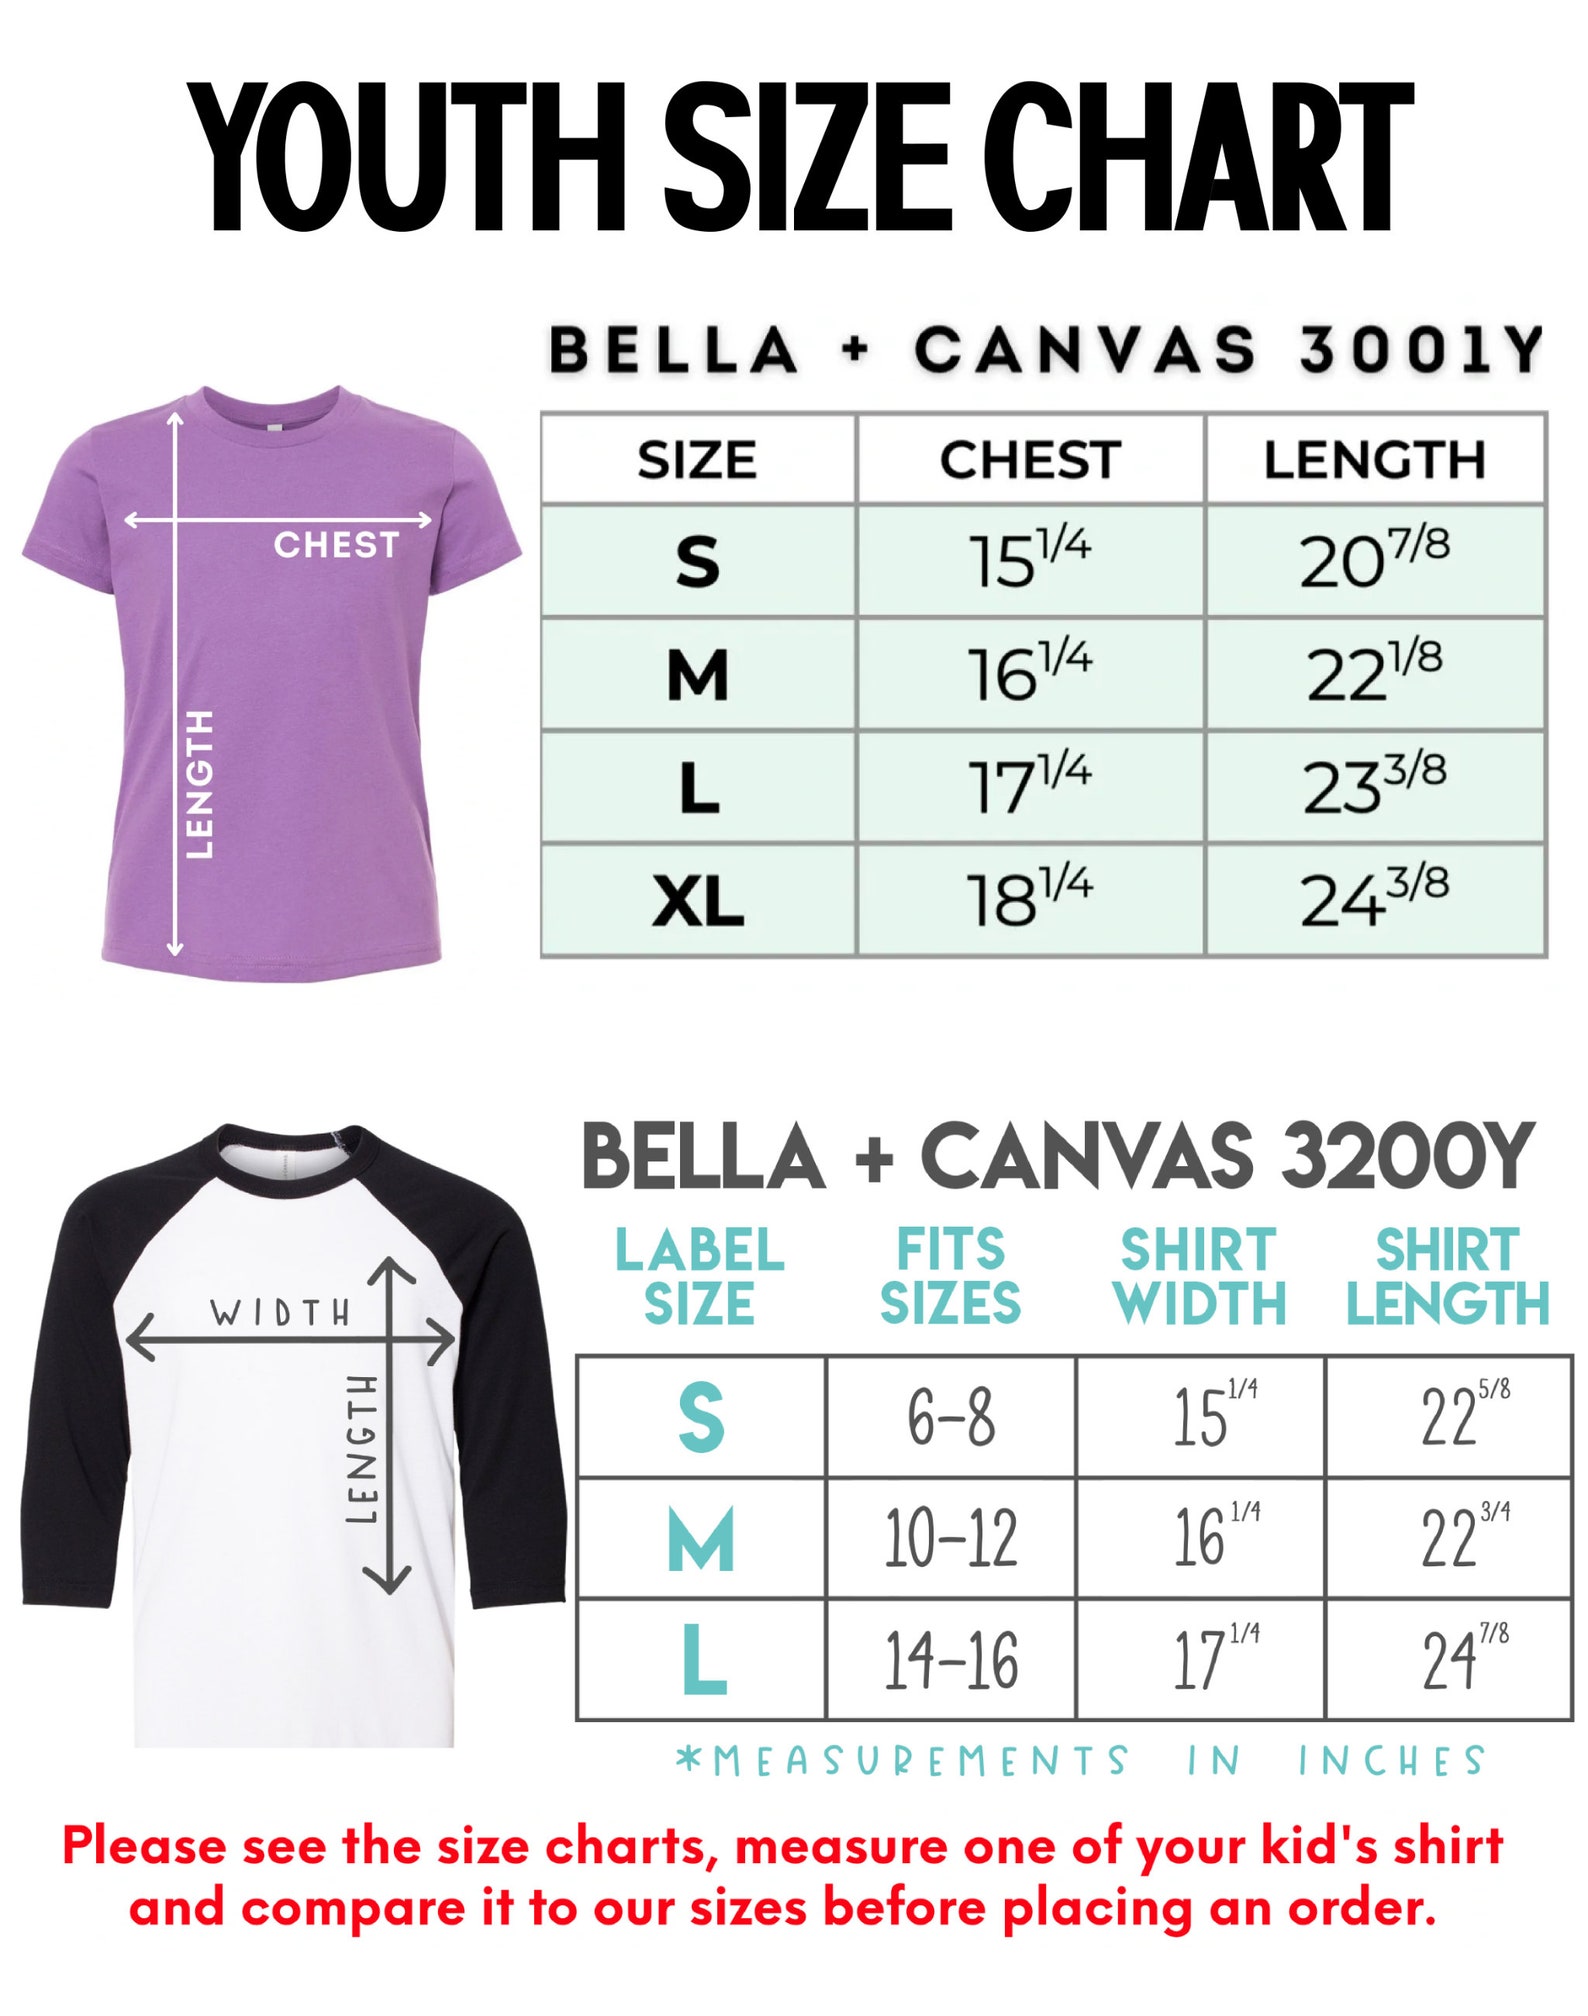 YOUTH SIZE CHART
BELLA + CANVAS 3001Y
SIZE CHEST LENGTH
S 15 1/4 20 7/8
M 16 1/4 22 1/8
L 17 1/4 23 3/8
XL 18 1/4 24 3/8
CHEST
LENGTH
BELLA + CANVAS 3200Y
LABEL SIZE FITS SIZES SHIRT WIDTH SHIRT LENGTH
S 6-8 15 1/4 22 5/8
M 10-12 16 1/4 22 3/4
L 14-16 17 1/4 24 7/8
*MEASUREMENTS IN INCHES
WIDTH
LENGTH
Please see the size charts, measure one of your kid's shirt
and compare it to our sizes before placing an order.